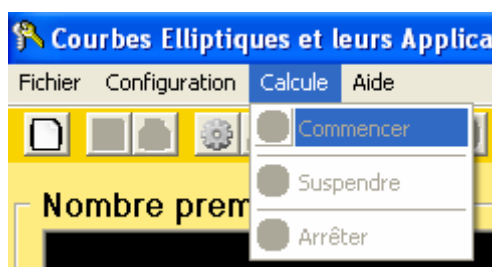 Courbes Elliptiques et leurs Applica
Fichier Configuration Calcule Aide
Commencer
Suspendre
Nombre prem
Arrêter